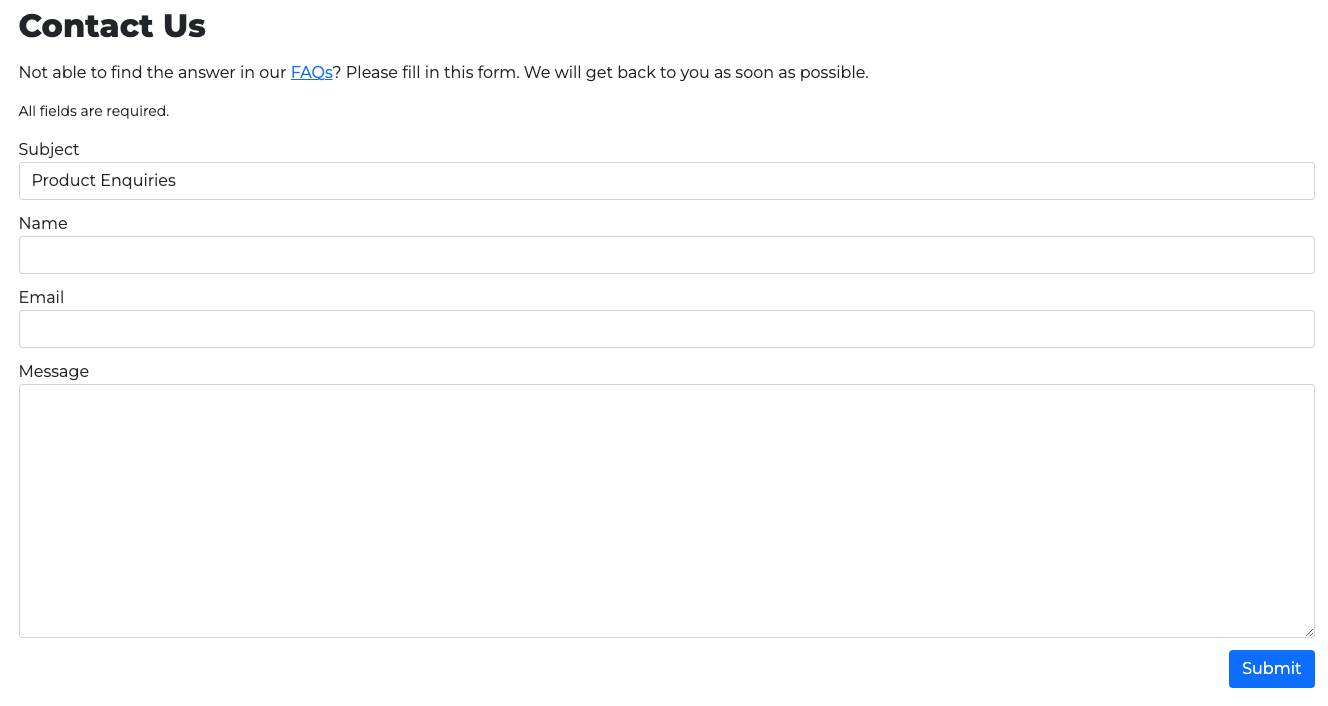 Contact Us
Not able to find the answer in our FAQs? Please fill in this form. We will get back to you as soon as possible.
All fields are required.
Subject
Product Enquiries
Name
Email
Message
Submit